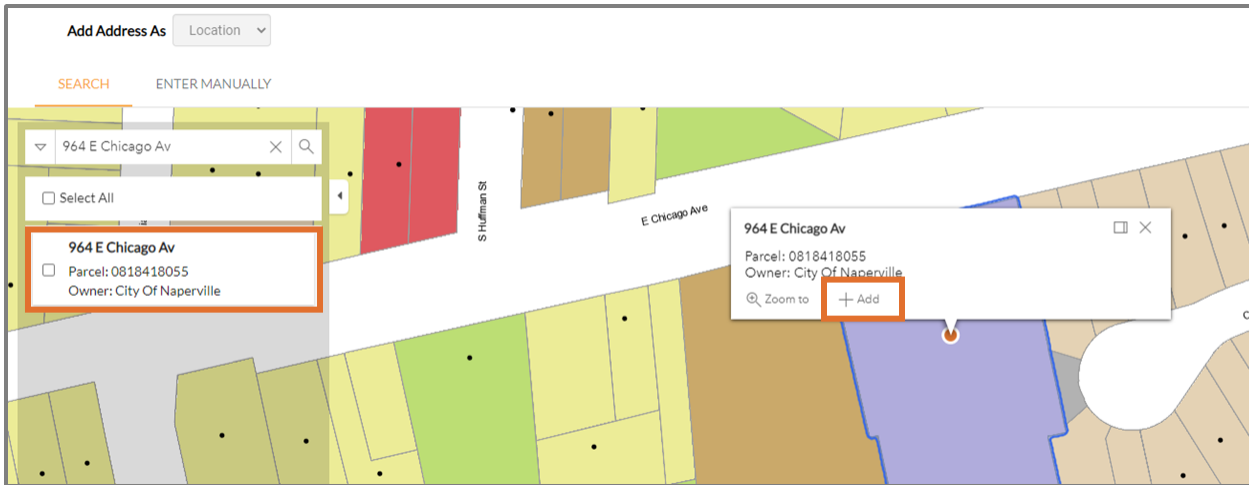 Add Address As
Location
SEARCH
ENTER MANUALLY
964 E Chicago Av
Select All
964 E Chicago Av
Parcel: 0818418055
Owner: City Of Naperville
S Huffman St
E Chicago Ave
964 E Chicago Av
Parcel: 0818418055
Owner: City Of Naperville
Zoom to
Add